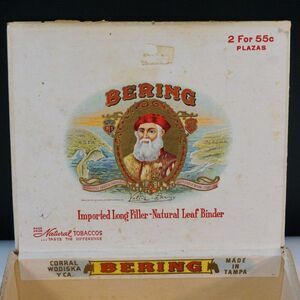 2 For 55c
PLAZAS
BERING
Imported Long Filler - Natural Leaf Binder
Natural TOBACCOS
...TASTE THE DIFFERENCE
CORRAL
WODISKA
Y CA.
BERING
MADE
IN
TAMPA